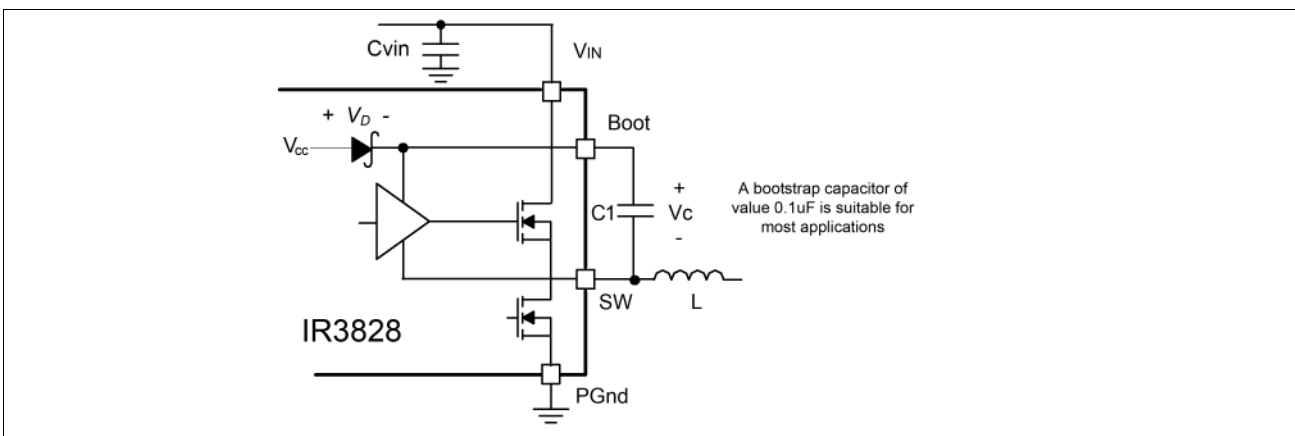 Cvin
VIN
+ VD -
Boot
Vcc
+
C1 Vc
-
A bootstrap capacitor of
value 0.1uF is suitable for
most applications
SW
L
IR3828
PGnd